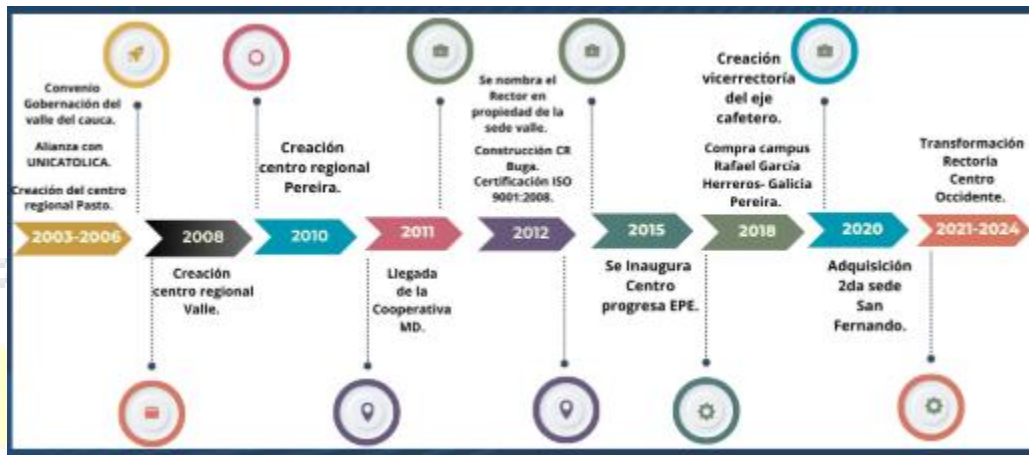 Convenio
Gobernación del
valle del cauca.
Alianza con
UNICATOLICA.
Creación del centro
regional Pasto.
2003-2006
2008
Creación
centro regional
Valle.
Creación
centro regional
Pereira.
2010
2011
Llegada
de la
Cooperativa
MD.
Se nombra el
Rector en
propiedad de la
sede valle.
Construcción CR
Buga.
Certificación ISO
9001:2008.
2012
2015
Se Inaugura
Centro
progresa EPE.
Creación
vicerrectoría
del eje
cafetero.
Compra campus
Rafael García
Herreros- Galicia
Pereira.
2018
2020
Adquisición
2da sede
San
Fernando.
Transformación
Rectoria
Centro
Occidente.
2021-2024